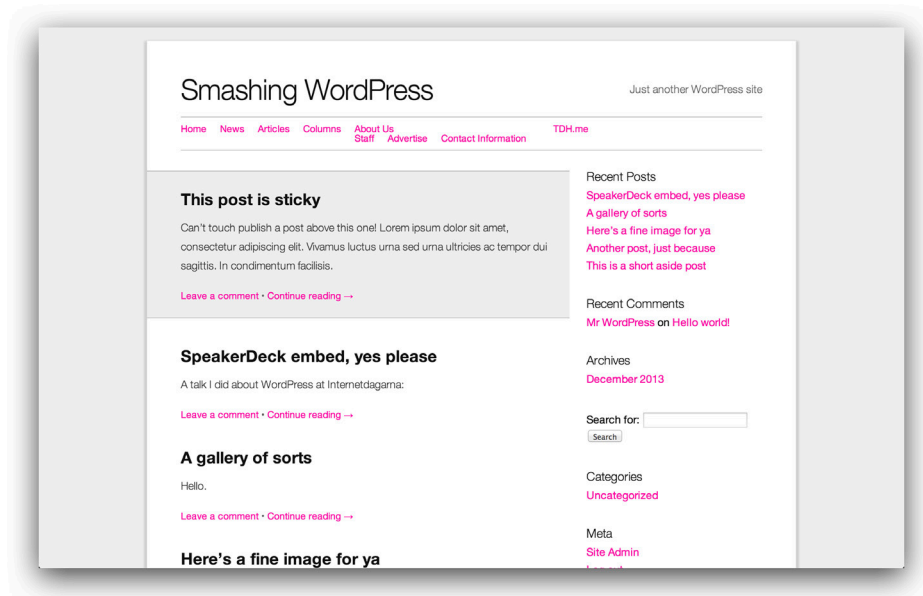 Smashing WordPress
Just another WordPress site
Home News Articles Columns About Us TDH.me
Staff Advertise Contact Information
This post is sticky
Can't touch publish a post above this one! Lorem ipsum dolor sit amet,
consectetur adipiscing elit. Vivamus luctus urna sed urna ultricies ac tempor dui
sagittis. In condimentum facilisis.
Leave a comment • Continue reading →
SpeakerDeck embed, yes please
A talk I did about WordPress at Internetdagarna:
Leave a comment • Continue reading →
A gallery of sorts
Hello.
Leave a comment • Continue reading →
Here's a fine image for ya
Recent Posts
SpeakerDeck embed, yes please
A gallery of sorts
Here's a fine image for ya
Another post, just because
This is a short aside post
Recent Comments
Mr WordPress on Hello world!
Archives
December 2013
Search for:
Search
Categories
Uncategorized
Meta
Site Admin